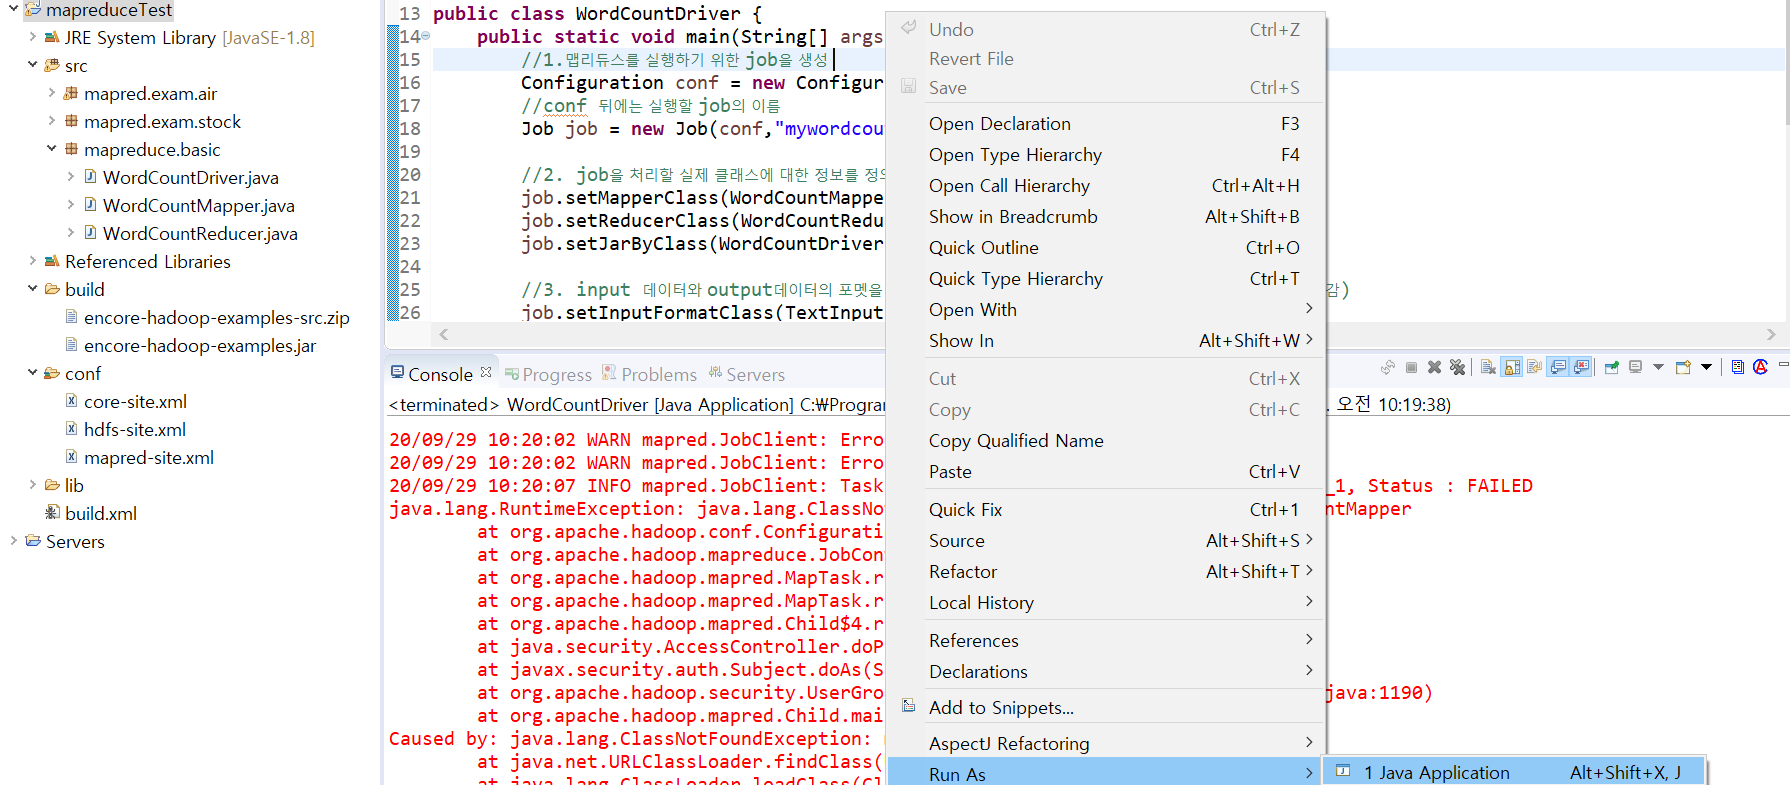 mapreduceTest
JRE System Library [JavaSE-1.8]
src
mapred.exam.air
mapred.exam.stock
mapreduce.basic
WordCountDriver.java
WordCountMapper.java
WordCountReducer.java
Referenced Libraries
build
encore-hadoop-examples-src.zip
encore-hadoop-examples.jar
conf
core-site.xml
hdfs-site.xml
mapred-site.xml
lib
build.xml
Servers
13 public class WordCountDriver {
14 public static void main(String[] args
15 //1.맵리듀스를 실행하기 위한 job을 생성
16 Configuration conf = new Configur
17 //conf 뒤에는 실행할 job의 이름
18 Job job = new Job(conf,"mywordcou
19
20 //2. job을 처리할 실제 클래스에 대한 정보를 정의
21 job.setMapperClass(WordCountMappe
22 job.setReducerClass(WordCountRedu
23 job.setJarByClass(WordCountDriver
24
25 //3. input 데이터와 output데이터의 포멧을 감)
26 job.setInputFormatClass(TextInput
Console Progress Problems Servers
<terminated> WordCountDriver [Java Application] C:₩Progran . 오전 10:19:38)
20/09/29 10:20:02 WARN mapred.JobClient: Erro
20/09/29 10:20:02 WARN mapred.JobClient: Erro
20/09/29 10:20:07 INFO mapred.JobClient: Task _1, Status : FAILED
java.lang.RuntimeException: java.lang.ClassNo ntMapper
at org.apache.hadoop.conf.Configurati
at org.apache.hadoop.mapreduce.JobCon
at org.apache.hadoop.mapred.MapTask.r
at org.apache.hadoop.mapred.MapTask.r
at org.apache.hadoop.mapred.Child$4.r
at java.security.AccessController.doP
at javax.security.auth.Subject.doAs(S
at org.apache.hadoop.security.UserGro java:1190)
at org.apache.hadoop.mapred.Child.mai
Caused by: java.lang.ClassNotFoundException:
at java.net.URLClassLoader.findClass(
at java.lang.ClassLoader.loadClass(Cl
Undo Ctrl+Z
Revert File
Save Ctrl+S
Open Declaration F3
Open Type Hierarchy F4
Open Call Hierarchy Ctrl+Alt+H
Show in Breadcrumb Alt+Shift+B
Quick Outline Ctrl+O
Quick Type Hierarchy Ctrl+T
Open With
Show In Alt+Shift+W
Cut Ctrl+X
Copy Ctrl+C
Copy Qualified Name
Paste Ctrl+V
Quick Fix Ctrl+1
Source Alt+Shift+S
Refactor Alt+Shift+T
Local History
References
Declarations
Add to Snippets...
AspectJ Refactoring
Run As
1 Java Application Alt+Shift+X, J